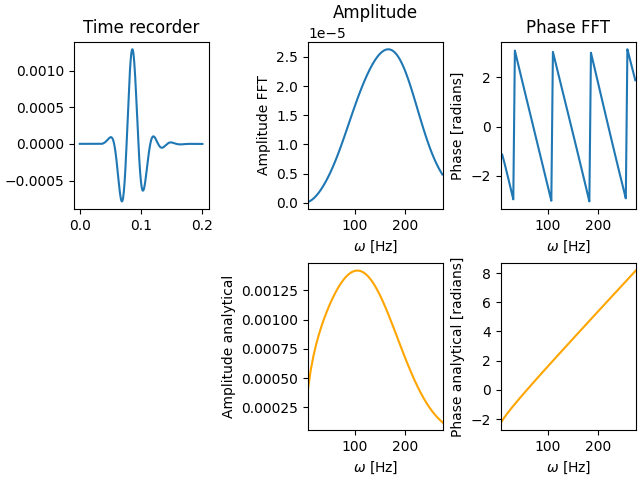 Time recorder
0.0010
0.0005
0.0000
−0.0005
0.0
0.1
0.2
Amplitude
1e−5
Amplitude FFT
2.5
2.0
1.5
1.0
0.5
0.0
100
200
ω [Hz]
Phase FFT
Phase [radians]
2
0
−2
100
200
ω [Hz]
Amplitude analytical
0.00125
0.00100
0.00075
0.00050
0.00025
100
200
ω [Hz]
Phase analytical [radians]
8
6
4
2
0
−2
100
200
ω [Hz]